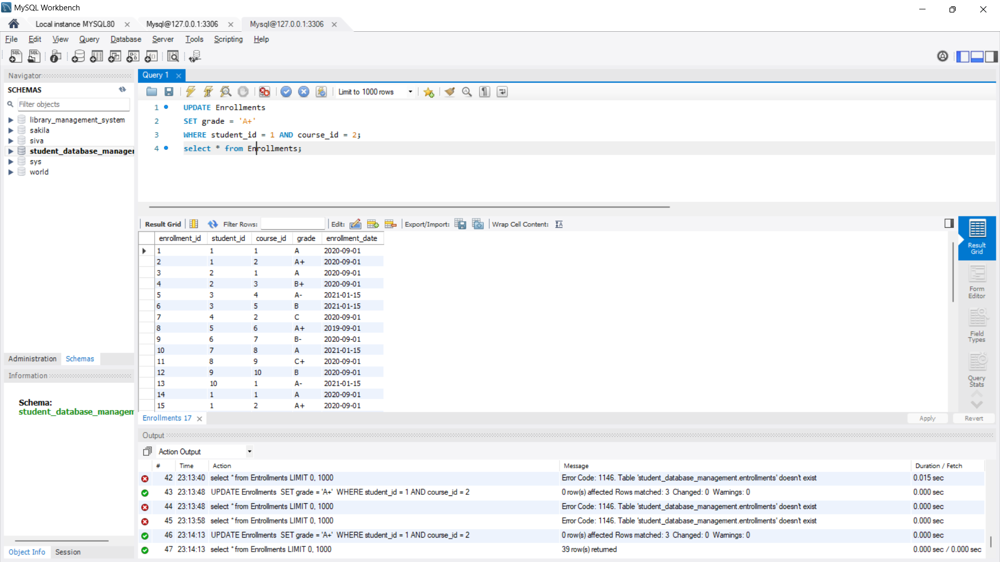 MySQL Workbench
Local instance MYSQL80
Mysql@127.0.0.1:3306
Mysql@127.0.0.1:3306
File Edit View Query Database Server Tools Scripting Help
Navigator
SCHEMAS
Filter objects
library_management_system
sakila
siva
student_database_manager
sys
world
Administration Schemas
Information
Schema:
student_database_managem
Object Info Session
Query 1
Limit to 1000 rows
1 UPDATE Enrollments
2 SET grade = 'A+'
3 WHERE student_id = 1 AND course_id = 2;
4 select * from Enrollments;
Result Grid Filter Rows: Edit: Export/Import: Wrap Cell Content:
enrollment_id student_id course_id grade enrollment_date
1 1 1 A 2020-09-01
2 1 2 A+ 2020-09-01
3 2 1 A 2020-09-01
4 2 3 B+ 2020-09-01
5 3 4 A- 2021-01-15
6 3 5 B 2021-01-15
7 4 2 C 2020-09-01
8 5 6 A+ 2019-09-01
9 6 7 B- 2020-09-01
10 7 8 A 2021-01-15
11 8 9 C+ 2020-09-01
12 9 10 B 2020-09-01
13 10 1 A- 2021-01-15
14 1 1 A 2020-09-01
15 1 2 A+ 2020-09-01
Result
Grid
Form
Editor
Field
Types
Query
Stats
Enrollments 17
Apply Revert
Output
Action Output
# Time Action Message Duration / Fetch
42 23:13:40 select * from Entrollments LIMIT 0, 1000 Error Code: 1146. Table 'student_database_management.entrollments' doesn't exist 0.015 sec
43 23:13:48 UPDATE Enrollments SET grade = 'A+' WHERE student_id = 1 AND course_id = 2 0 row(s) affected Rows matched: 3 Changed: 0 Warnings: 0 0.000 sec
44 23:13:48 select * from Entrollments LIMIT 0, 1000 Error Code: 1146. Table 'student_database_management.entrollments' doesn't exist 0.000 sec
45 23:13:58 select * from Entrollments LIMIT 0, 1000 Error Code: 1146. Table 'student_database_management.entrollments' doesn't exist 0.000 sec
46 23:14:13 UPDATE Enrollments SET grade = 'A+' WHERE student_id = 1 AND course_id = 2 0 row(s) affected Rows matched: 3 Changed: 0 Warnings: 0 0.000 sec
47 23:14:13 select * from Enrollments LIMIT 0, 1000 39 row(s) returned 0.000 sec / 0.000 sec